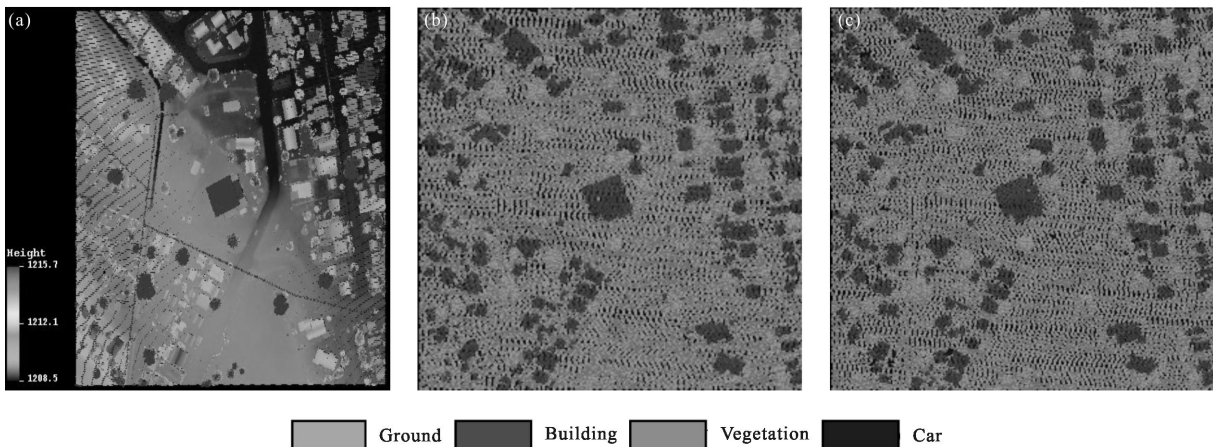 (a)
(b)
(c)
Height
1215.7
1212.1
1208.5
Ground
Building
Vegetation
Car